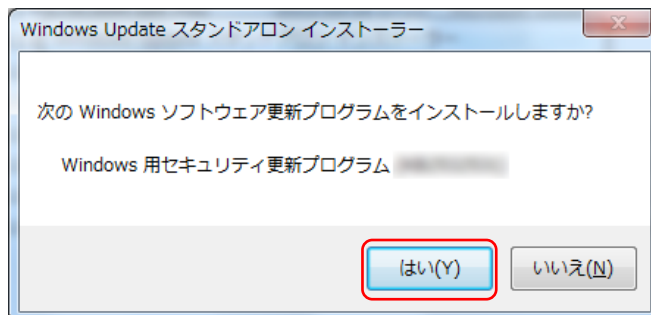 Windows Update スタンドアロン インストーラー
次の Windows ソフトウェア更新プログラムをインストールしますか?
Windows 用セキュリティ更新プログラム
はい(Y)
いいえ(N)